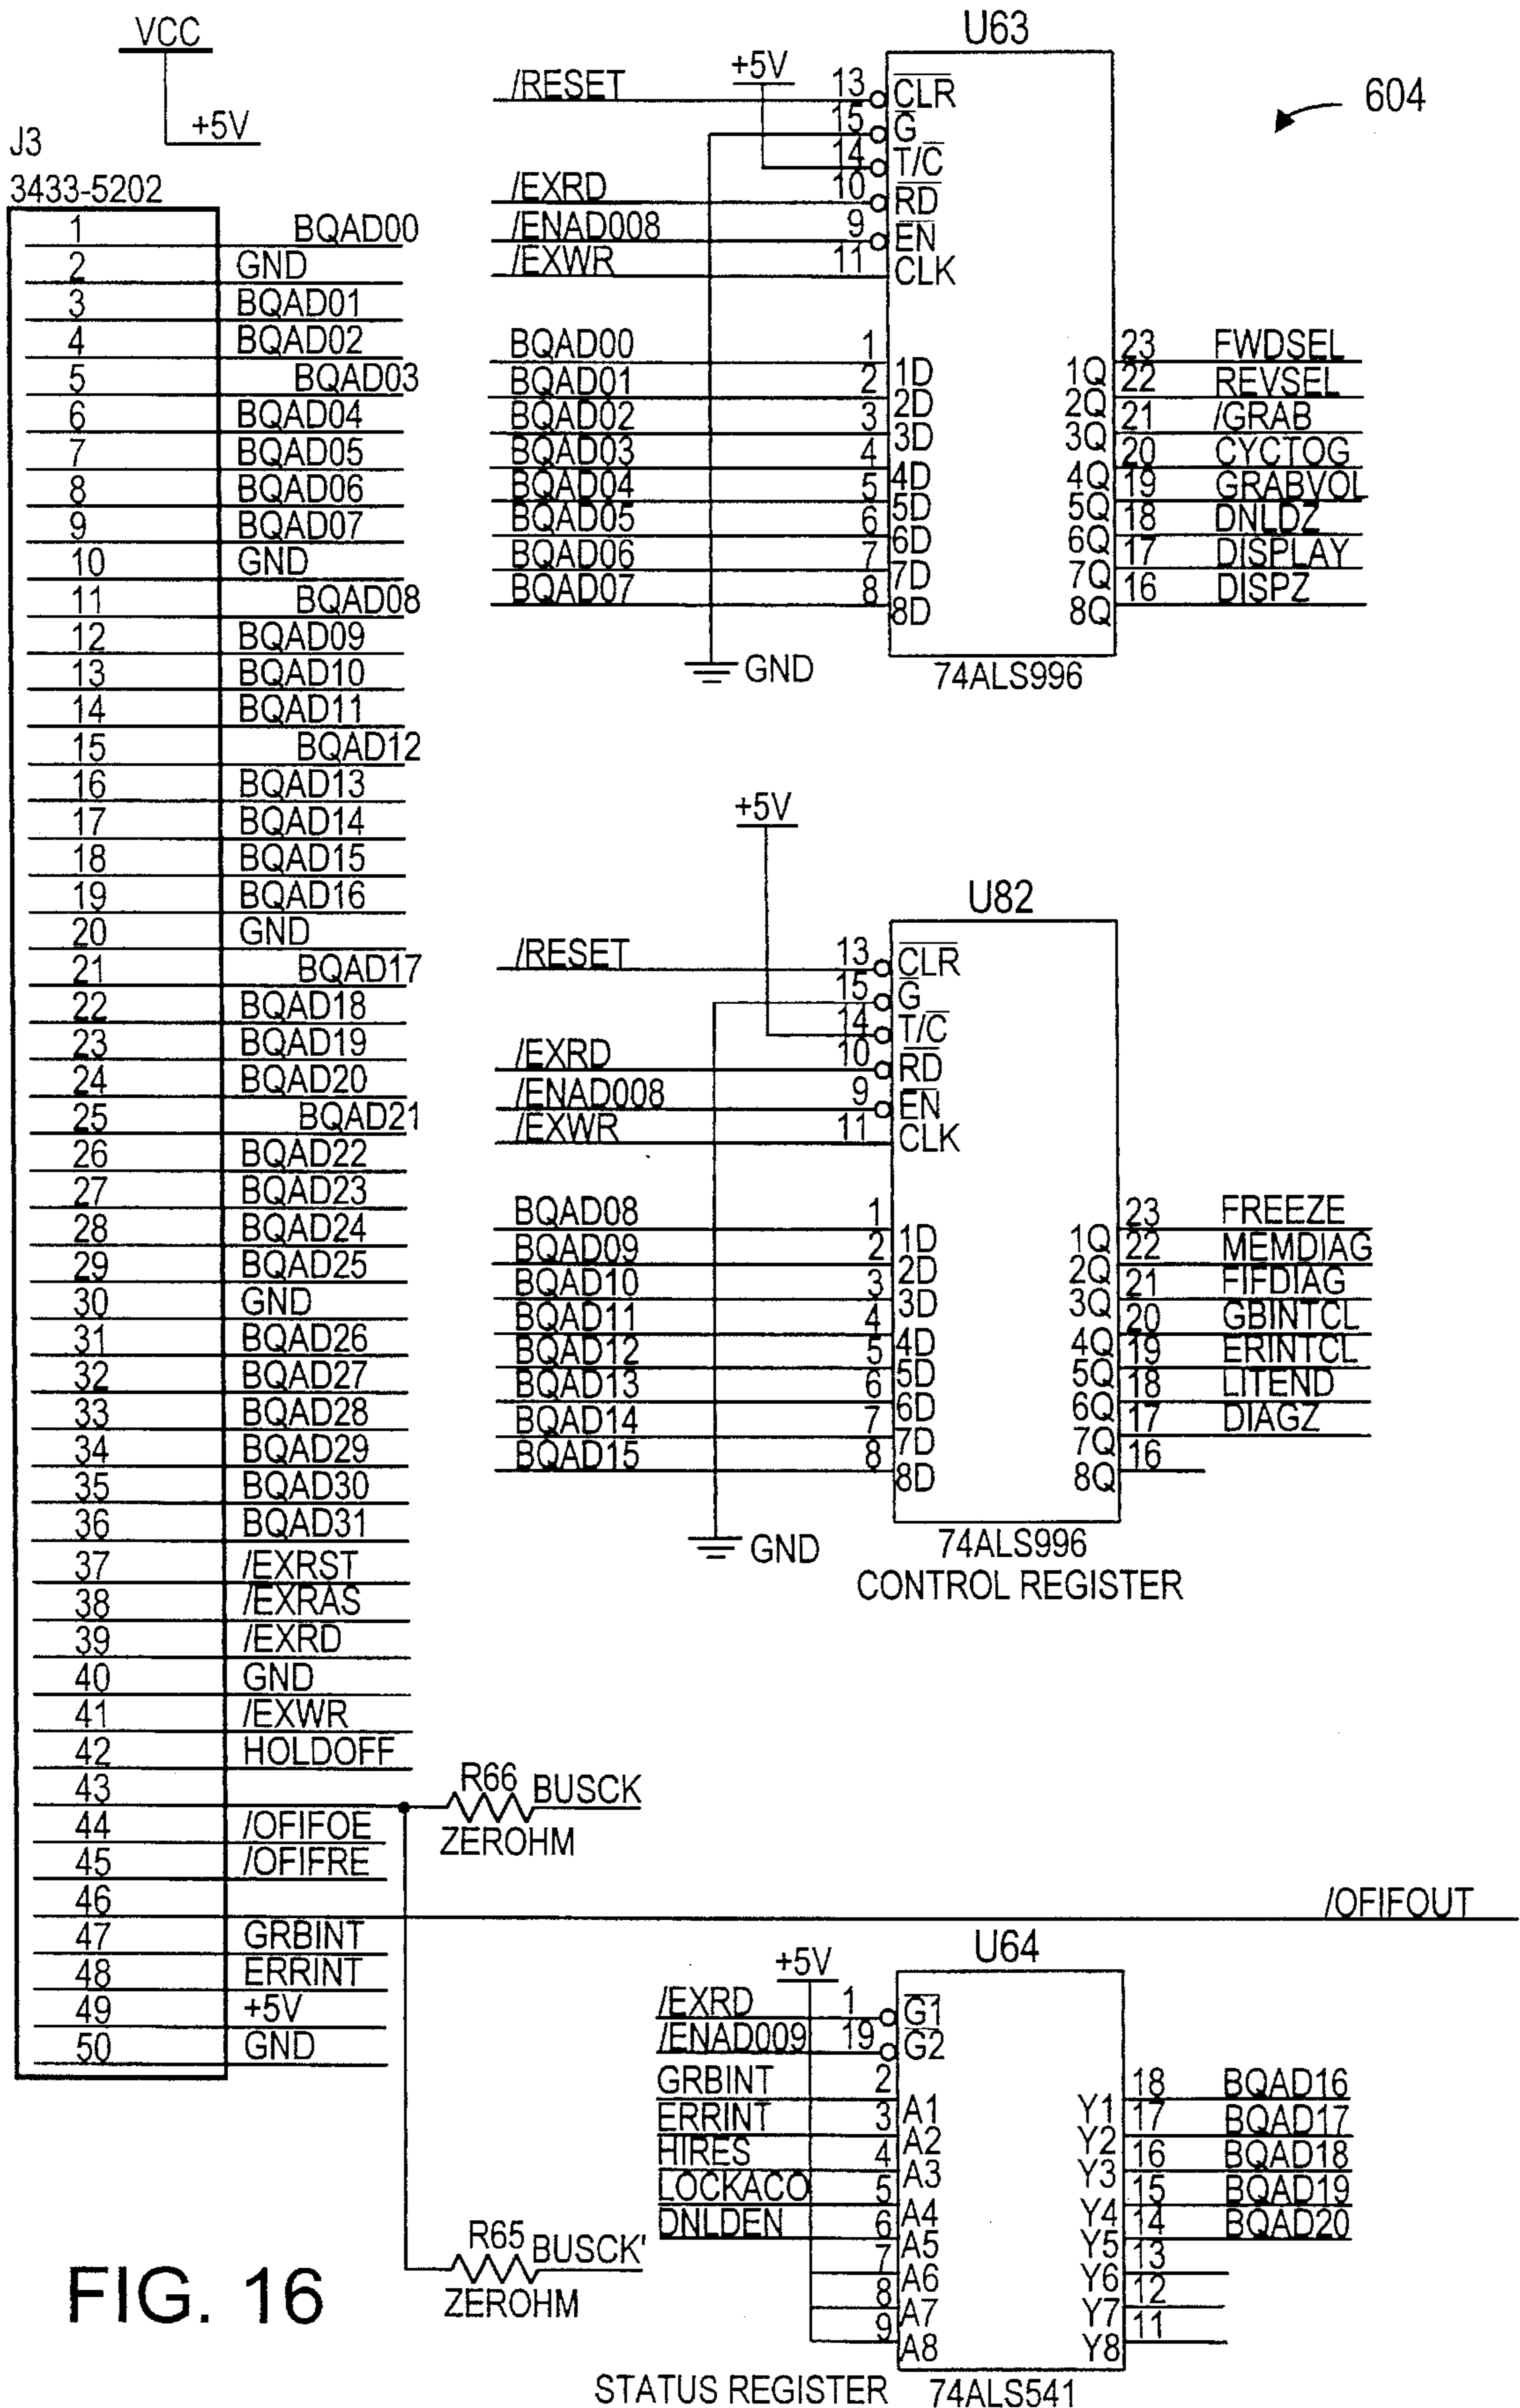 VCC
+5V
J3
3433-5202
1 BQAD00
2 GND
3 BQAD01
4 BQAD02
5 BQAD03
6 BQAD04
7 BQAD05
8 BQAD06
9 BQAD07
10 GND
11 BQAD08
12 BQAD09
13 BQAD10
14 BQAD11
15 BQAD12
16 BQAD13
17 BQAD14
18 BQAD15
19 BQAD16
20 GND
21 BQAD17
22 BQAD18
23 BQAD19
24 BQAD20
25 BQAD21
26 BQAD22
27 BQAD23
28 BQAD24
29 BQAD25
30 GND
31 BQAD26
32 BQAD27
33 BQAD28
34 BQAD29
35 BQAD30
36 BQAD31
37 /EXRST
38 /EXRAS
39 /EXRD
40 GND
41 /EXWR
42 HOLDOFF
43
44 /OFIFOE
45 /OFIFRE
46
47 GRBINT
48 ERRINT
49 +5V
50 GND
R66 BUSCK
ZEROHM
/OFIFOUT
R65 BUSCK'
ZEROHM
U63
604
+5V
/RESET 13 CLR
15 G
14 T/C
/EXRD 10 RD
/ENAD008 9 EN
/EXWR 11 CLK
BQAD00 1 1D 1Q 23 FWDSEL
BQAD01 2 2D 2Q 22 REVSEL
BQAD02 3 3D 3Q 21 /GRAB
BQAD03 4 4D 4Q 20 CYCTOG
BQAD04 5 5D 5Q 19 GRABVOL
BQAD05 6 6D 6Q 18 DNLDZ
BQAD06 7 7D 7Q 17 DISPLAY
BQAD07 8 8D 8Q 16 DISPZ
GND
74ALS996
+5V
U82
/RESET 13 CLR
15 G
14 T/C
/EXRD 10 RD
/ENAD008 9 EN
/EXWR 11 CLK
BQAD08 1 1D 1Q 23 FREEZE
BQAD09 2 2D 2Q 22 MEMDIAG
BQAD10 3 3D 3Q 21 FIFDIAG
BQAD11 4 4D 4Q 20 GBINTCL
BQAD12 5 5D 5Q 19 ERINTCL
BQAD13 6 6D 6Q 18 LITEND
BQAD14 7 7D 7Q 17 DIAGZ
BQAD15 8 8D 8Q 16
GND
74ALS996
CONTROL REGISTER
U64
+5V
/EXRD 1 G1
/ENAD009 19 G2
GRBINT 2 A1 Y1 18 BQAD16
ERRINT 3 A2 Y2 17 BQAD17
HIRES 4 A3 Y3 16 BQAD18
LOCKACO 5 A4 Y4 15 BQAD19
DNLDEN 6 A5 Y5 14 BQAD20
7 A6 Y6 13
8 A7 Y7 12
9 A8 Y8 11
STATUS REGISTER 74ALS541
FIG. 16